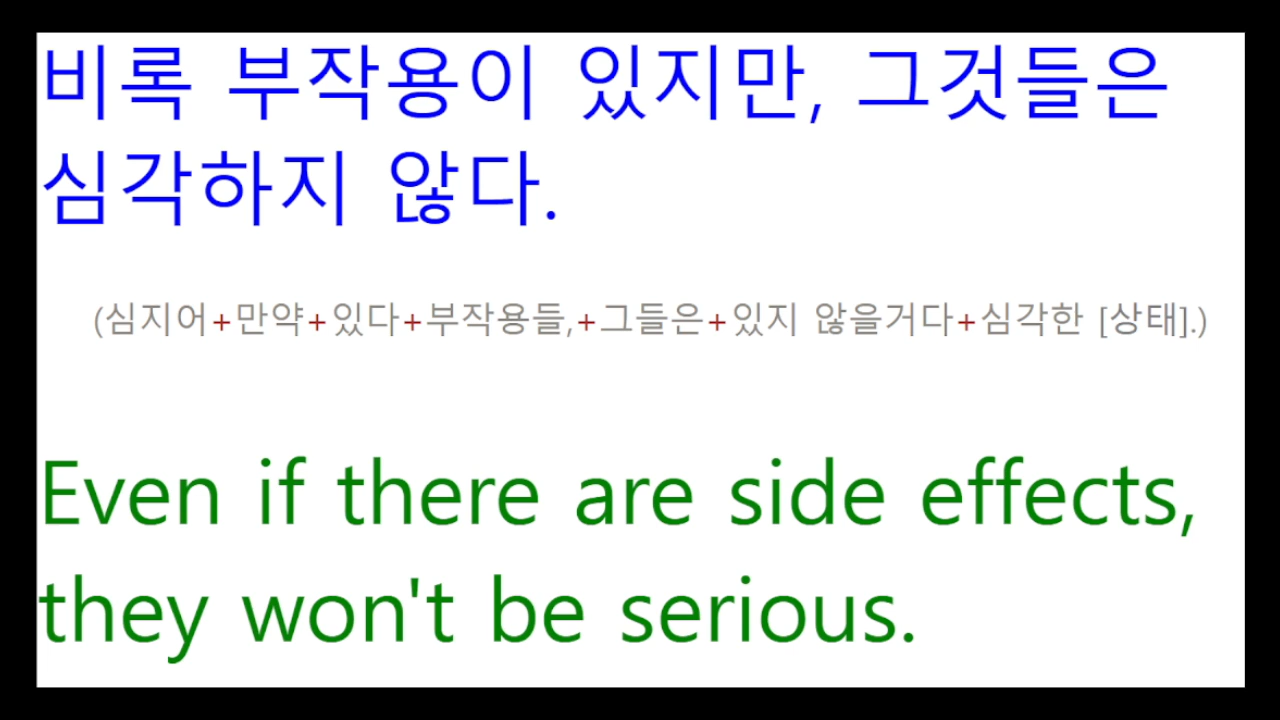 비록 부작용이 있지만, 그것들은
심각하지 않다.
(심지어+만약+있다+부작용들,+그들은+있지 않을거다+심각한 [상태].)
Even if there are side effects,
they won't be serious.